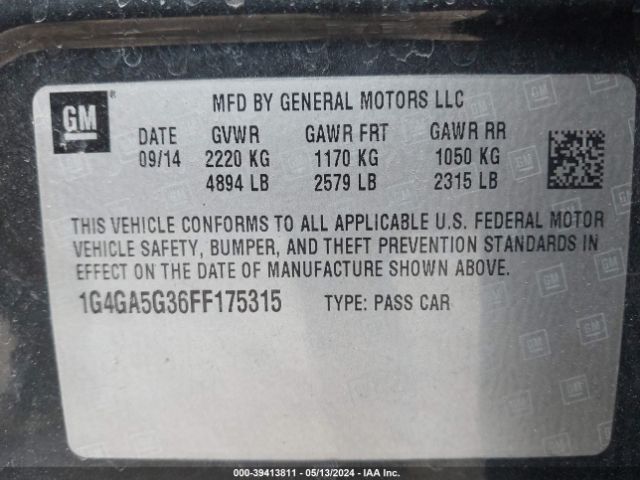 GM ®
MFD BY GENERAL MOTORS LLC
DATE GVWR GAWR FRT GAWR RR
09/14 2220 KG 1170 KG 1050 KG
4894 LB 2579 LB 2315 LB
THIS VEHICLE CONFORMS TO ALL APPLICABLE U.S. FEDERAL MOTOR
VEHICLE SAFETY, BUMPER, AND THEFT PREVENTION STANDARDS IN
EFFECT ON THE DATE OF MANUFACTURE SHOWN ABOVE.
1G4GA5G36FF175315 TYPE: PASS CAR
000-39413811 - 05/13/2024 - IAA Inc.